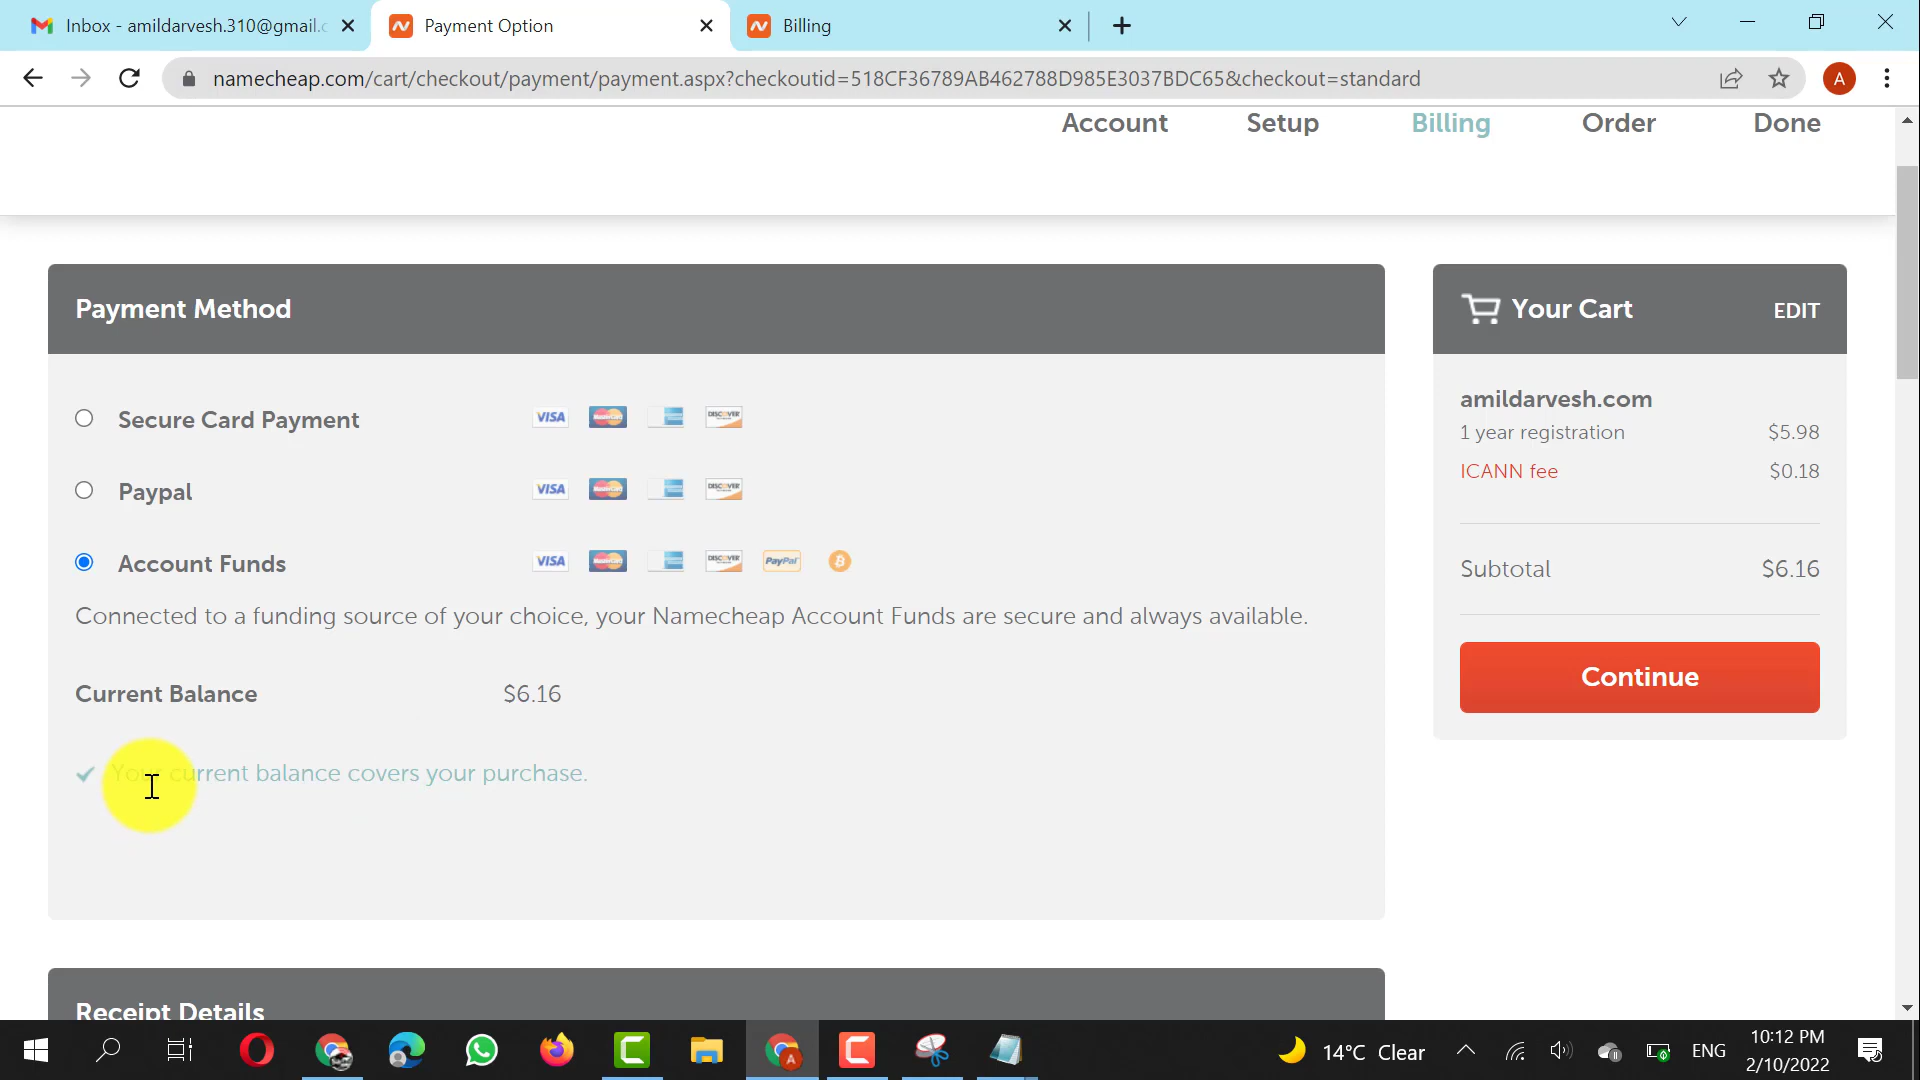 Inbox - amildarvesh.310@gmail.c
Payment Option
Billing
namecheap.com/cart/checkout/payment/payment.aspx?checkoutid=518CF36789AB462788D985E3037BDC65&checkout=standard
A
Account
Setup
Billing
Order
Done
Payment Method
Secure Card Payment
VISA
MasterCard
DISCOVER
Paypal
VISA
MasterCard
DISCOVER
Account Funds
VISA
MasterCard
DISCOVER
PayPal
Connected to a funding source of your choice, your Namecheap Account Funds are secure and always available.
Current Balance
$6.16
Your current balance covers your purchase.
Receipt Details
Your Cart
EDIT
amildarvesh.com
1 year registration
$5.98
ICANN fee
$0.18
Subtotal
$6.16
Continue
A
14°C Clear
ENG
10:12 PM
2/10/2022